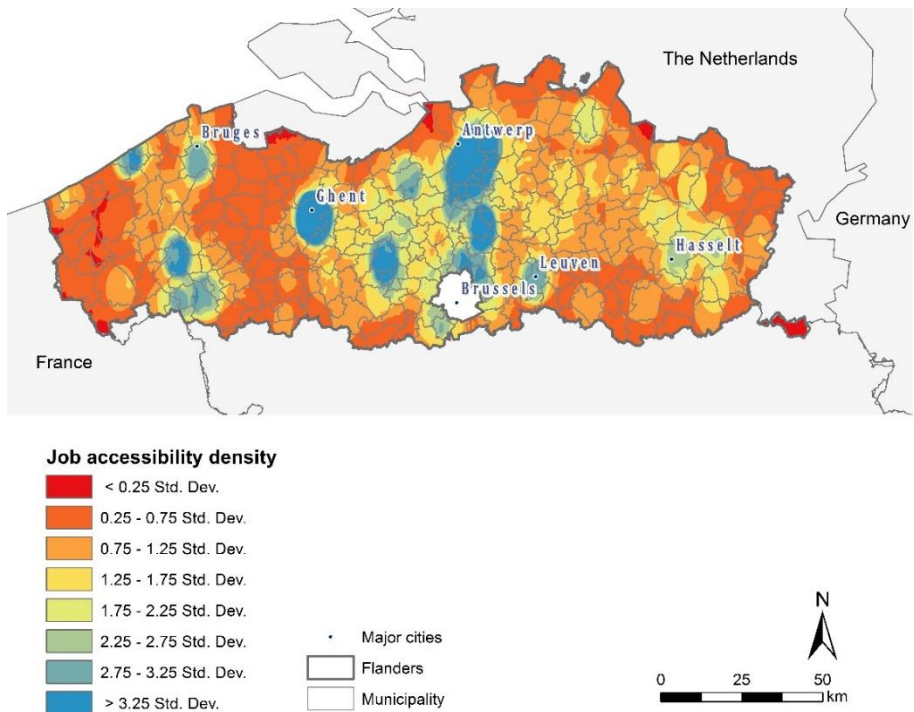 The Netherlands
Bruges
Antwerp
Ghent
Germany
Hasselt
Leuven
Brussels
France
Job accessibility density
< 0.25 Std. Dev.
0.25 - 0.75 Std. Dev.
0.75 - 1.25 Std. Dev.
1.25 - 1.75 Std. Dev.
1.75 - 2.25 Std. Dev.
2.25 - 2.75 Std. Dev.
2.75 - 3.25 Std. Dev.
> 3.25 Std. Dev.
Major cities
Flanders
Municipality
N
0 25 50
km